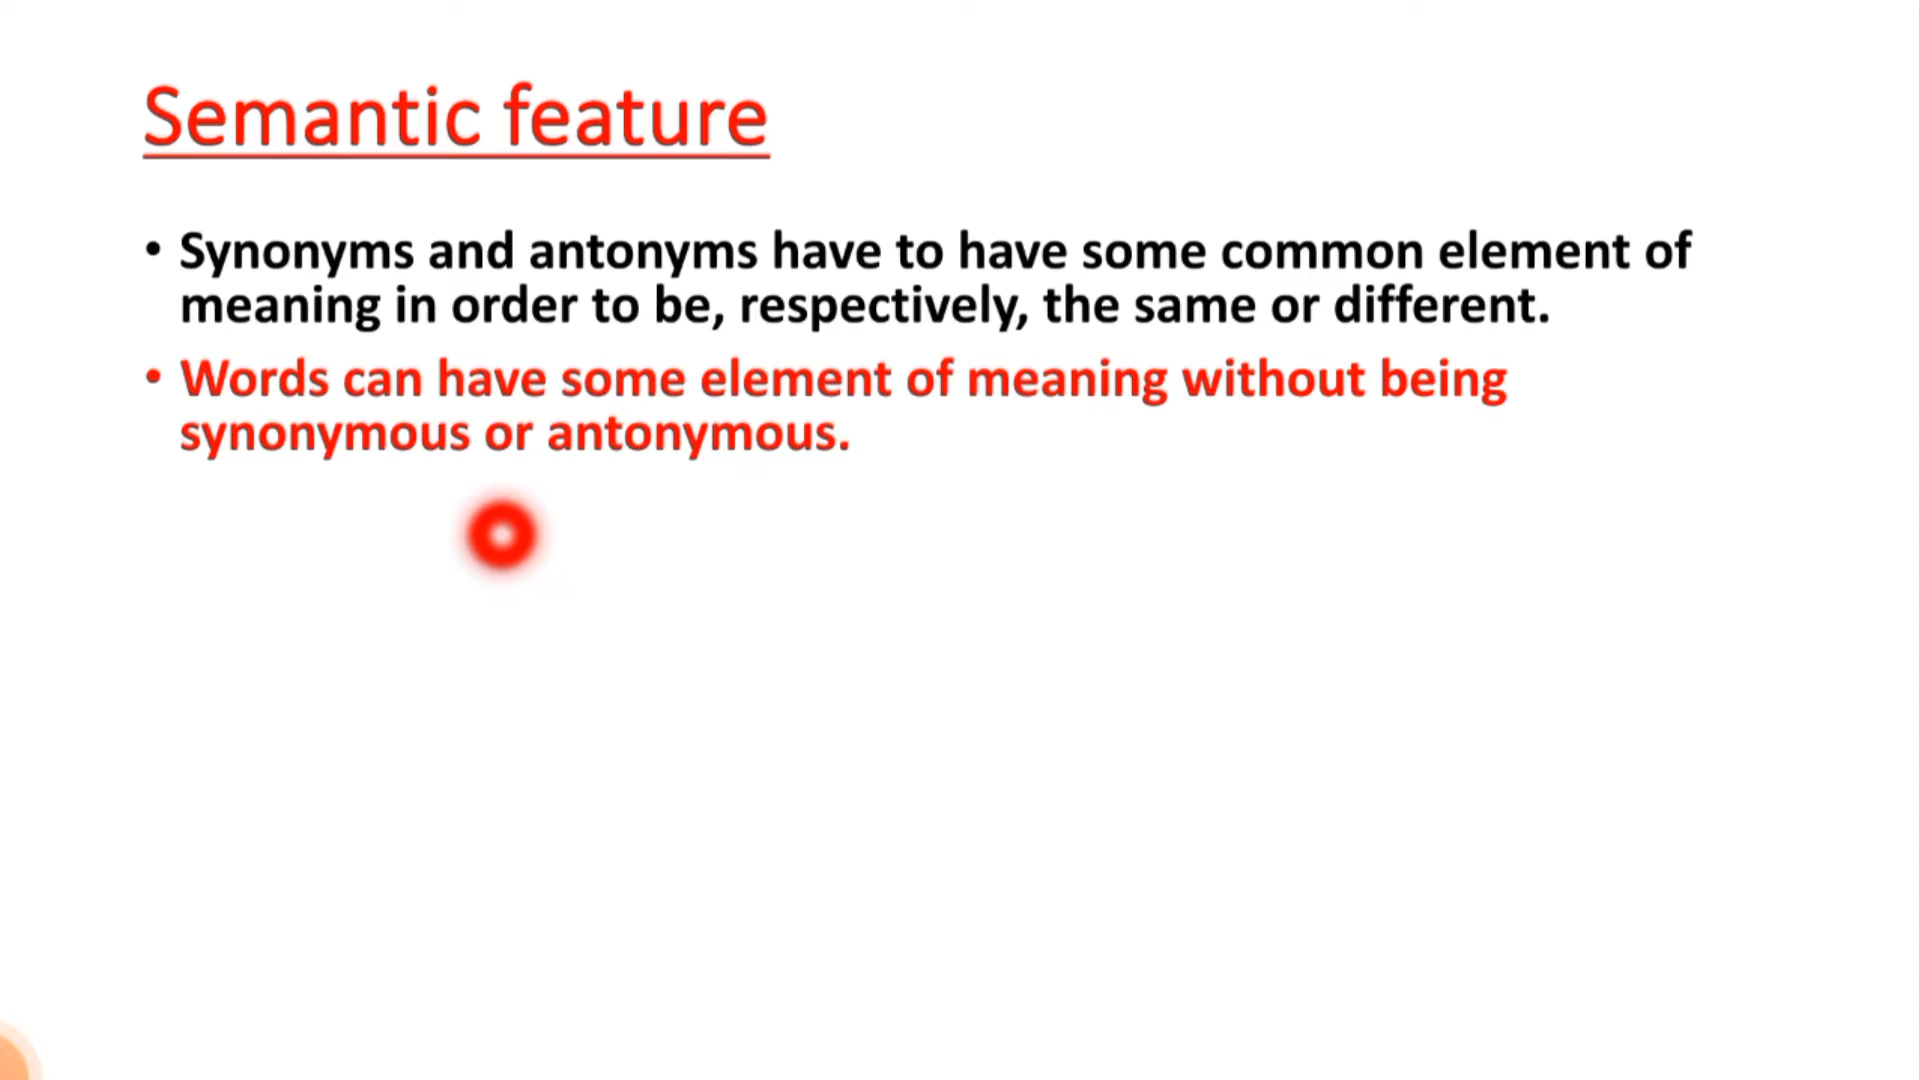 Semantic feature
• Synonyms and antonyms have to have some common element of
meaning in order to be, respectively, the same or different.
• Words can have some element of meaning without being
synonymous or antonymous.